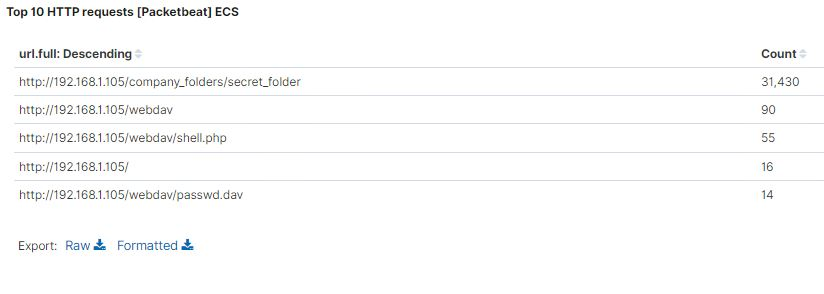 Top 10 HTTP requests [Packetbeat] ECS
url.full: Descending Count
http://192.168.1.105/company_folders/secret_folder 31,430
http://192.168.1.105/webdav 90
http://192.168.1.105/webdav/shell.php 55
http://192.168.1.105/ 16
http://192.168.1.105/webdav/passwd.dav 14
Export: Raw Formatted